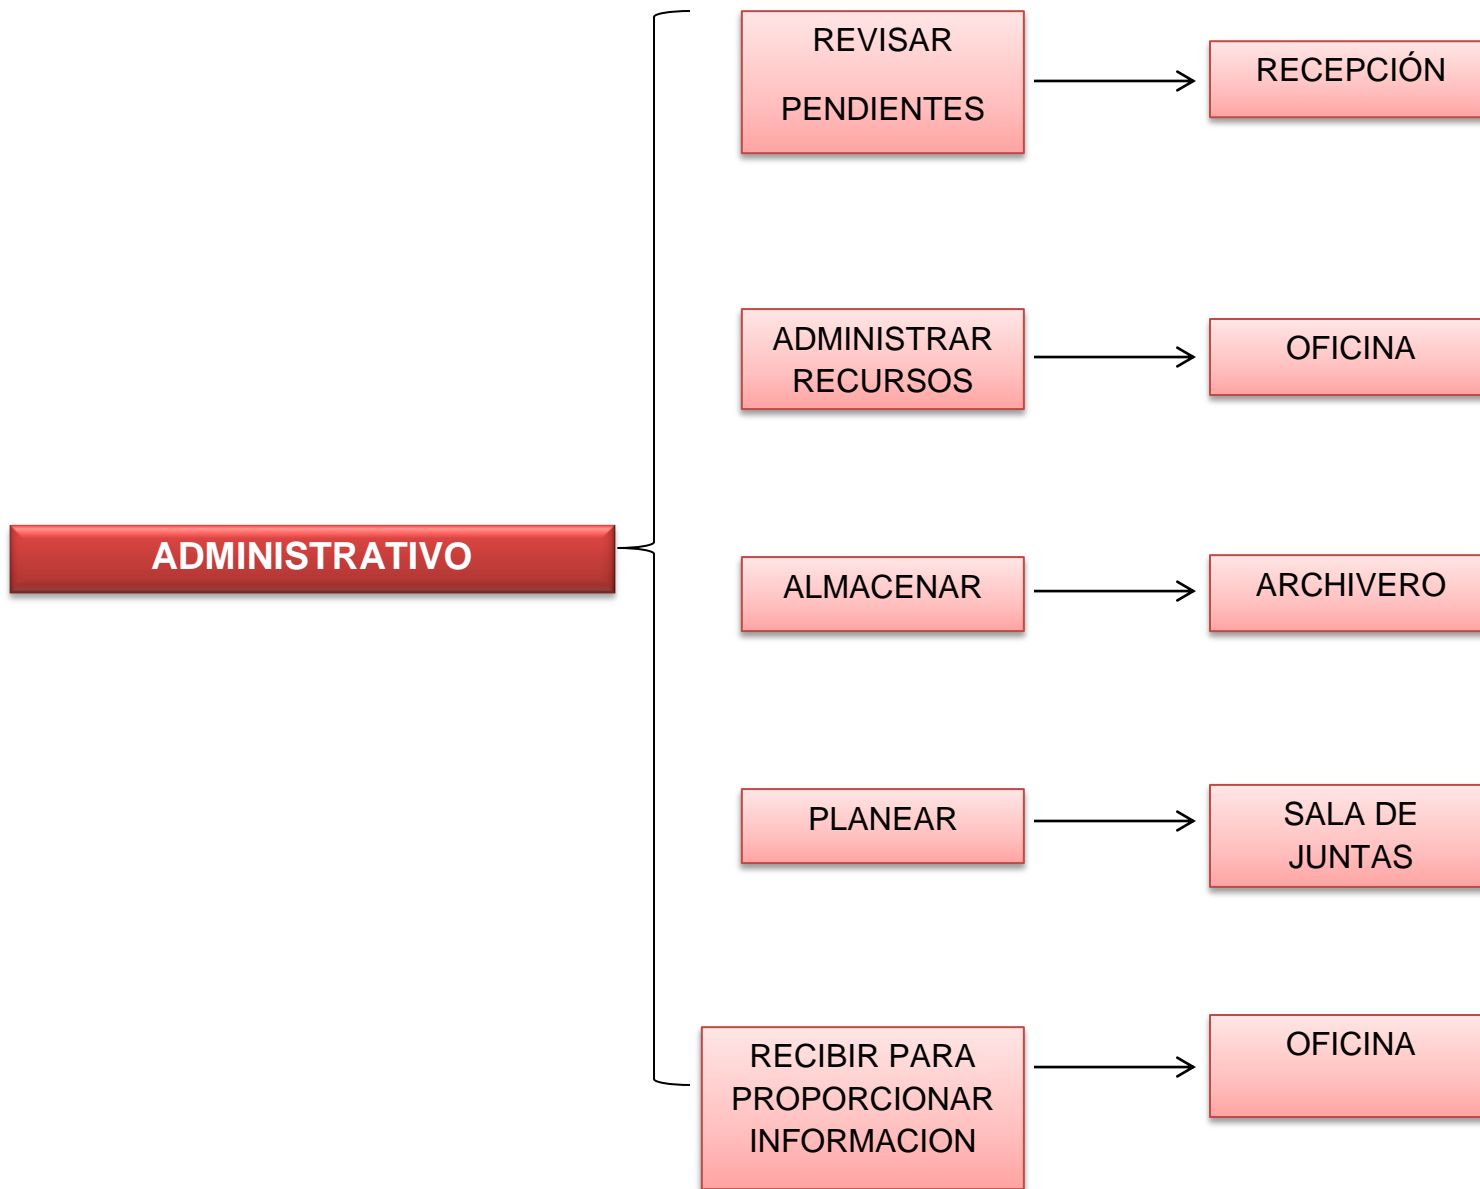 REVISAR
PENDIENTES
RECEPCIÓN
ADMINISTRAR
RECURSOS
OFICINA
ADMINISTRATIVO
ALMACENAR
ARCHIVERO
PLANEAR
SALA DE
JUNTAS
RECIBIR PARA
PROPORCIONAR
INFORMACION
OFICINA